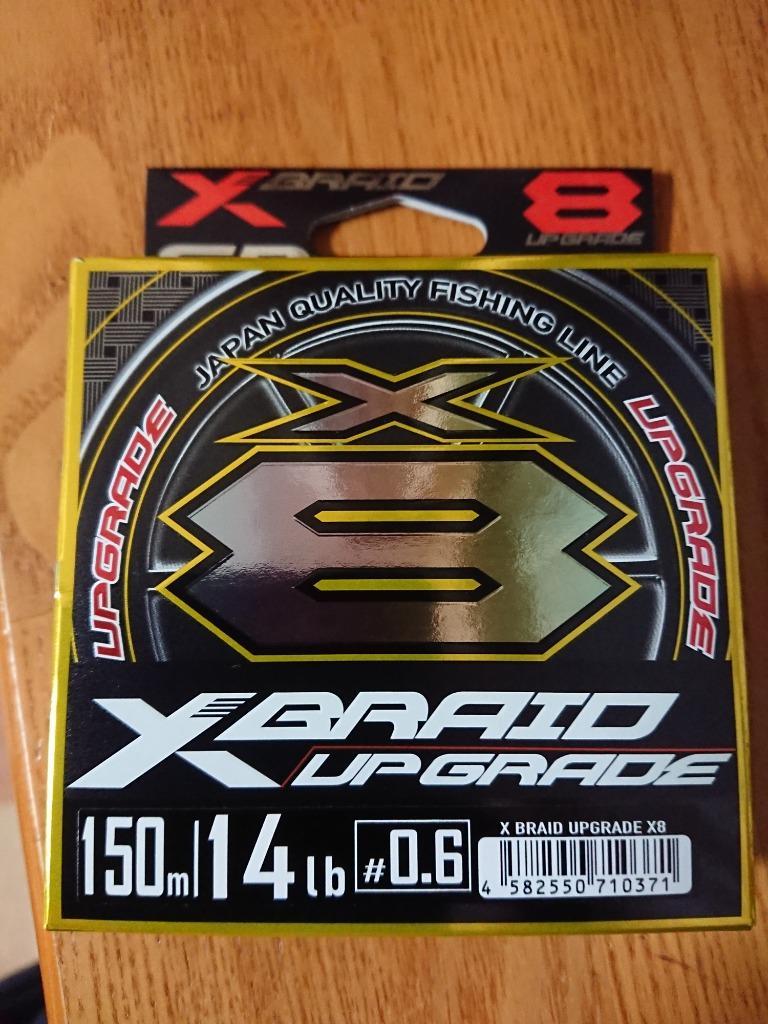 X BRAID
8
UPGRADE
JAPAN QUALITY FISHING LINE
UPGRADE
UPGRADE
X
8
X BRAID
UPGRADE
150m 14lb #0.6
X BRAID UPGRADE X8
4 582550 710371